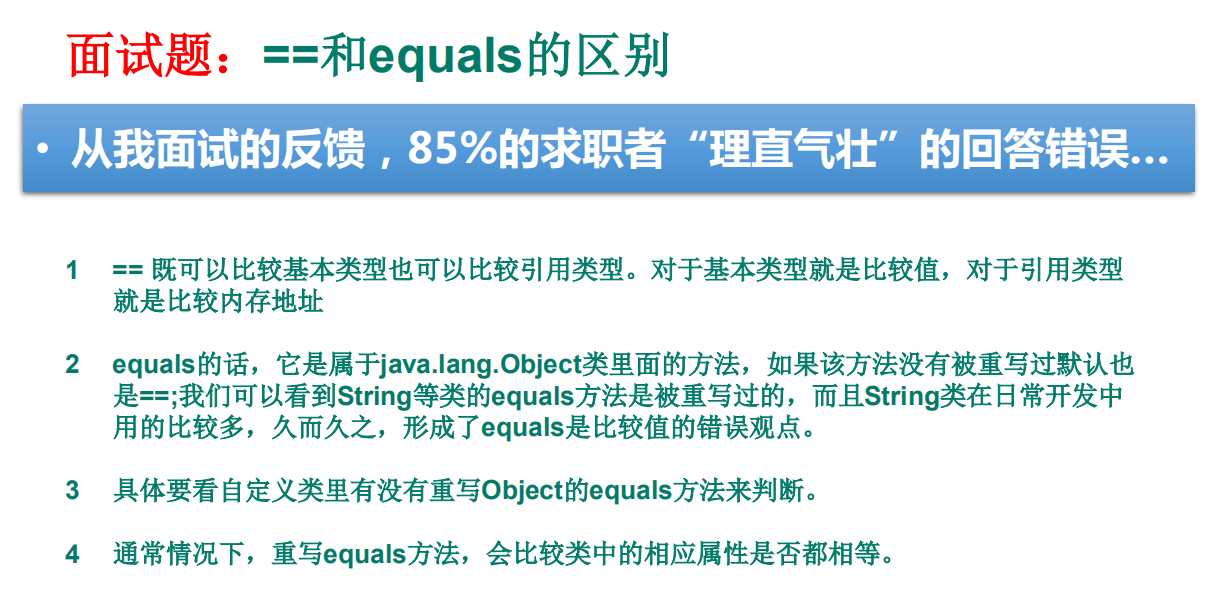 面试题：==和equals的区别
• 从我面试的反馈，85%的求职者“理直气壮”的回答错误...
1 == 既可以比较基本类型也可以比较引用类型。对于基本类型就是比较值，对于引用类型
就是比较内存地址
2 equals的话，它是属于java.lang.Object类里面的方法，如果该方法没有被重写过默认也
是==;我们可以看到String等类的equals方法是被重写过的，而且String类在日常开发中
用的比较多，久而久之，形成了equals是比较值的错误观点。
3 具体要看自定义类里有没有重写Object的equals方法来判断。
4 通常情况下，重写equals方法，会比较类中的相应属性是否都相等。